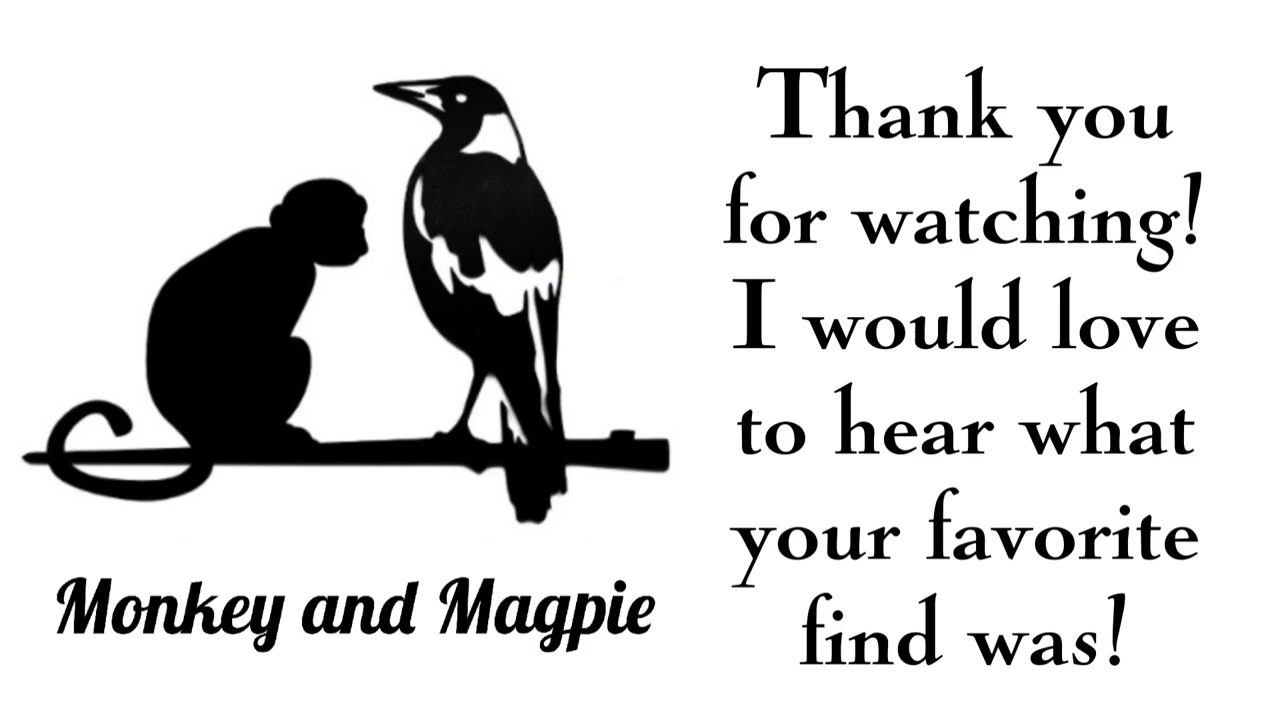 Monkey and Magpie
Thank you
for watching!
I would love
to hear what
your favorite
find was!